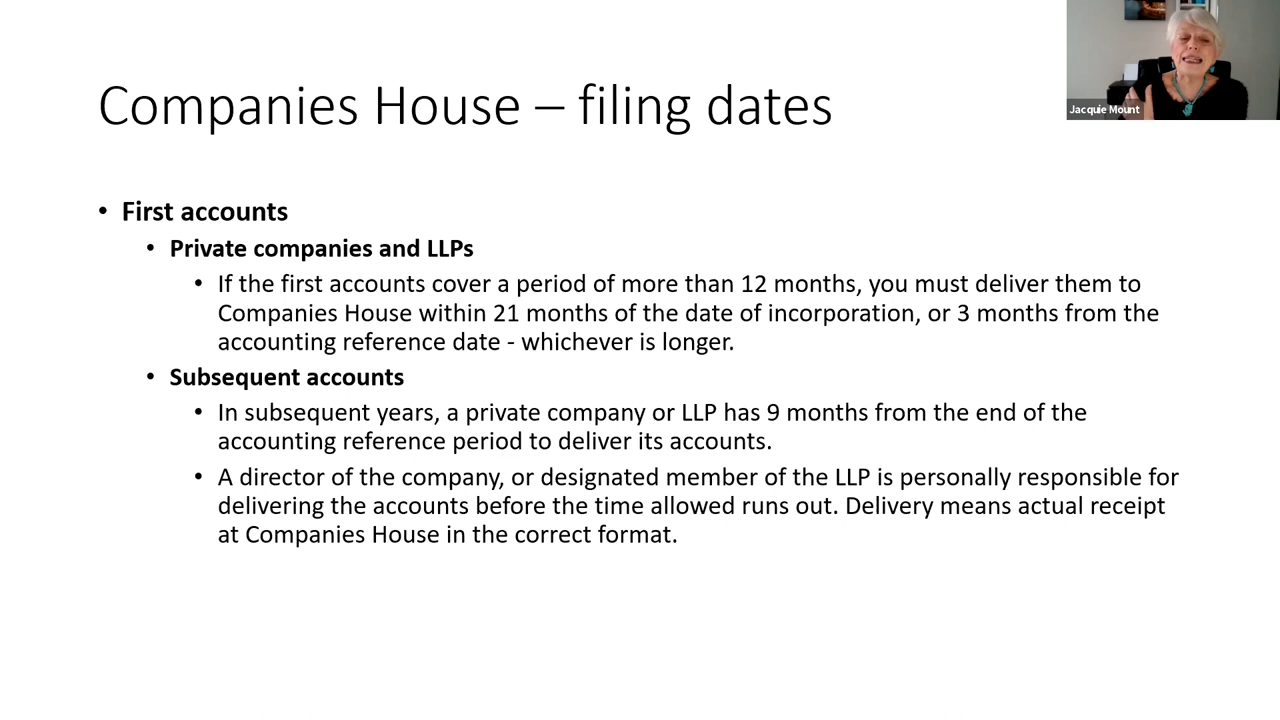 Companies House – filing dates
Jacquie Mount
• First accounts
• Private companies and LLPs
• If the first accounts cover a period of more than 12 months, you must deliver them to
Companies House within 21 months of the date of incorporation, or 3 months from the
accounting reference date - whichever is longer.
• Subsequent accounts
• In subsequent years, a private company or LLP has 9 months from the end of the
accounting reference period to deliver its accounts.
• A director of the company, or designated member of the LLP is personally responsible for
delivering the accounts before the time allowed runs out. Delivery means actual receipt
at Companies House in the correct format.